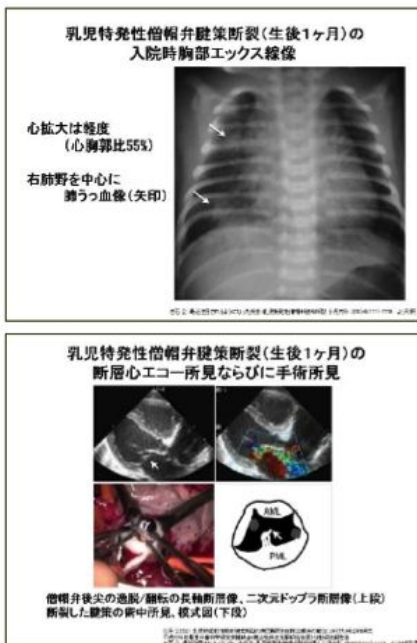 乳児特発性僧帽弁腱策断裂(生後1ヶ月)の
入院時胸部エックス線像
心拡大は軽度
(心胸郭比55%)
右肺野を中心に
肺うっ血像(矢印)
乳児特発性僧帽弁腱策断裂(生後1ヶ月)の
断層心エコー所見ならびに手術所見
AML
PML
僧帽弁後尖の逸脱/翻転の長軸断層像、二次元ドップラ断層像(上段)
断裂した腱策の術中所見、模式図(下段)